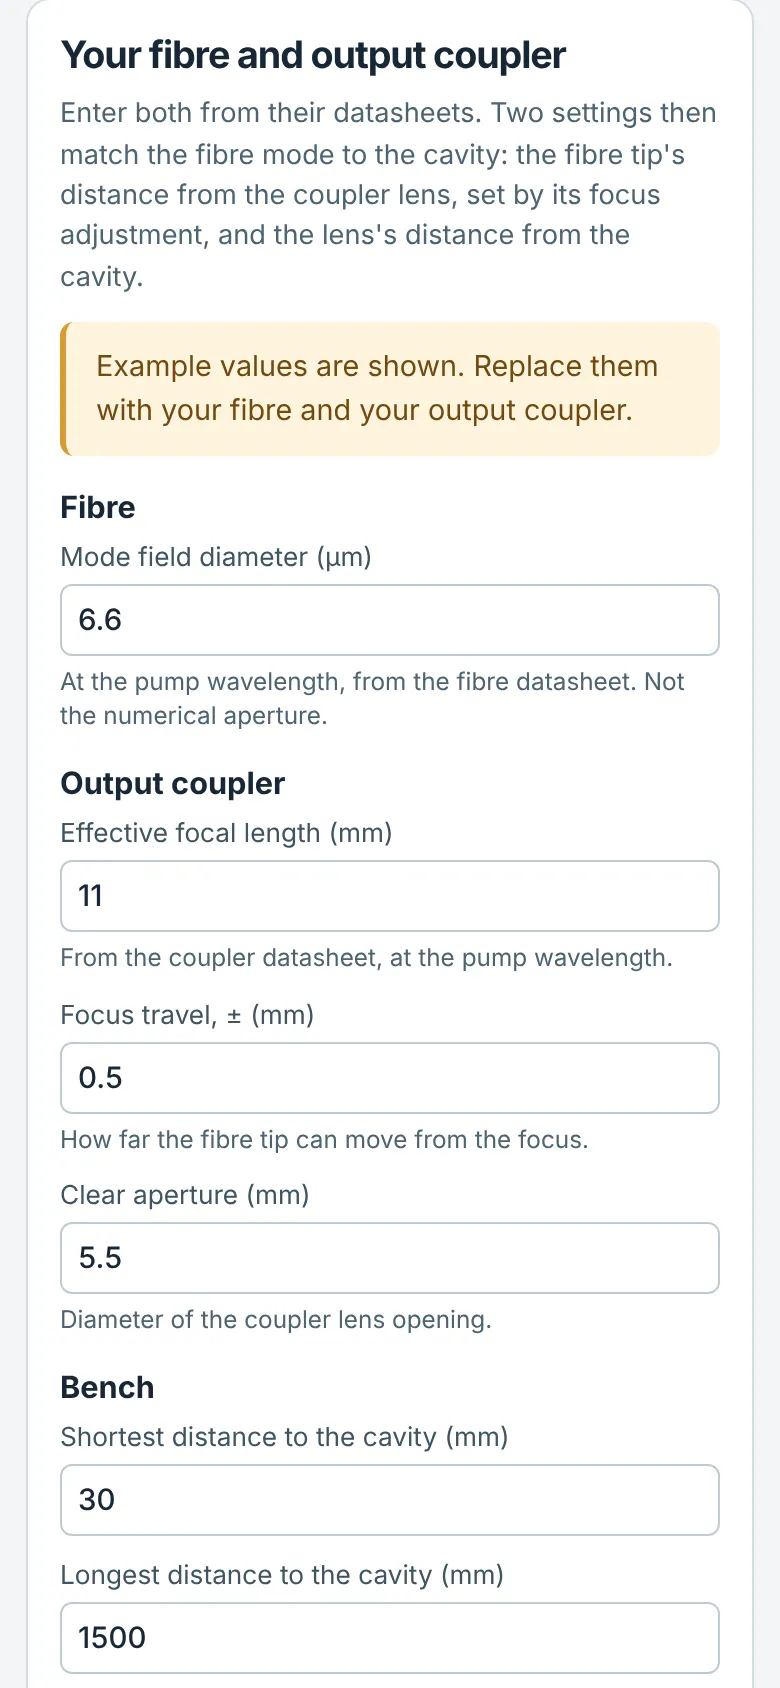 Your fibre and output coupler
Enter both from their datasheets. Two settings then
match the fibre mode to the cavity: the fibre tip's
distance from the coupler lens, set by its focus
adjustment, and the lens's distance from the
cavity.
Example values are shown. Replace them
with your fibre and your output coupler.
Fibre
Mode field diameter (µm)
6.6
At the pump wavelength, from the fibre datasheet. Not
the numerical aperture.
Output coupler
Effective focal length (mm)
11
From the coupler datasheet, at the pump wavelength.
Focus travel, ± (mm)
0.5
How far the fibre tip can move from the focus.
Clear aperture (mm)
5.5
Diameter of the coupler lens opening.
Bench
Shortest distance to the cavity (mm)
30
Longest distance to the cavity (mm)
1500